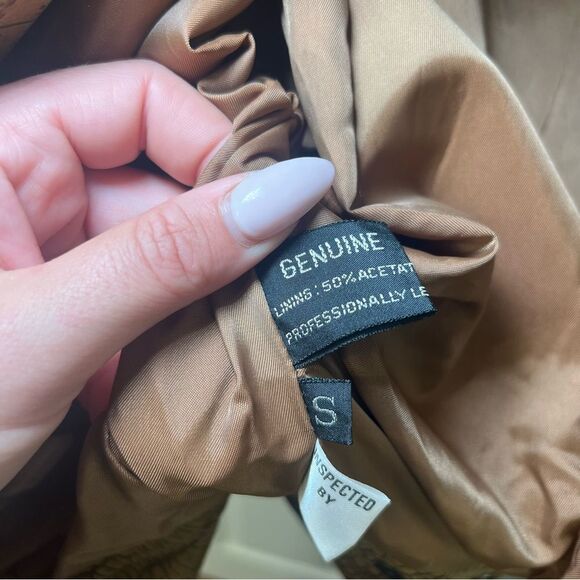 GENUINE
LINING: 50% ACETAT
PROFESSIONALLY LE
S
INSPECTED
BY